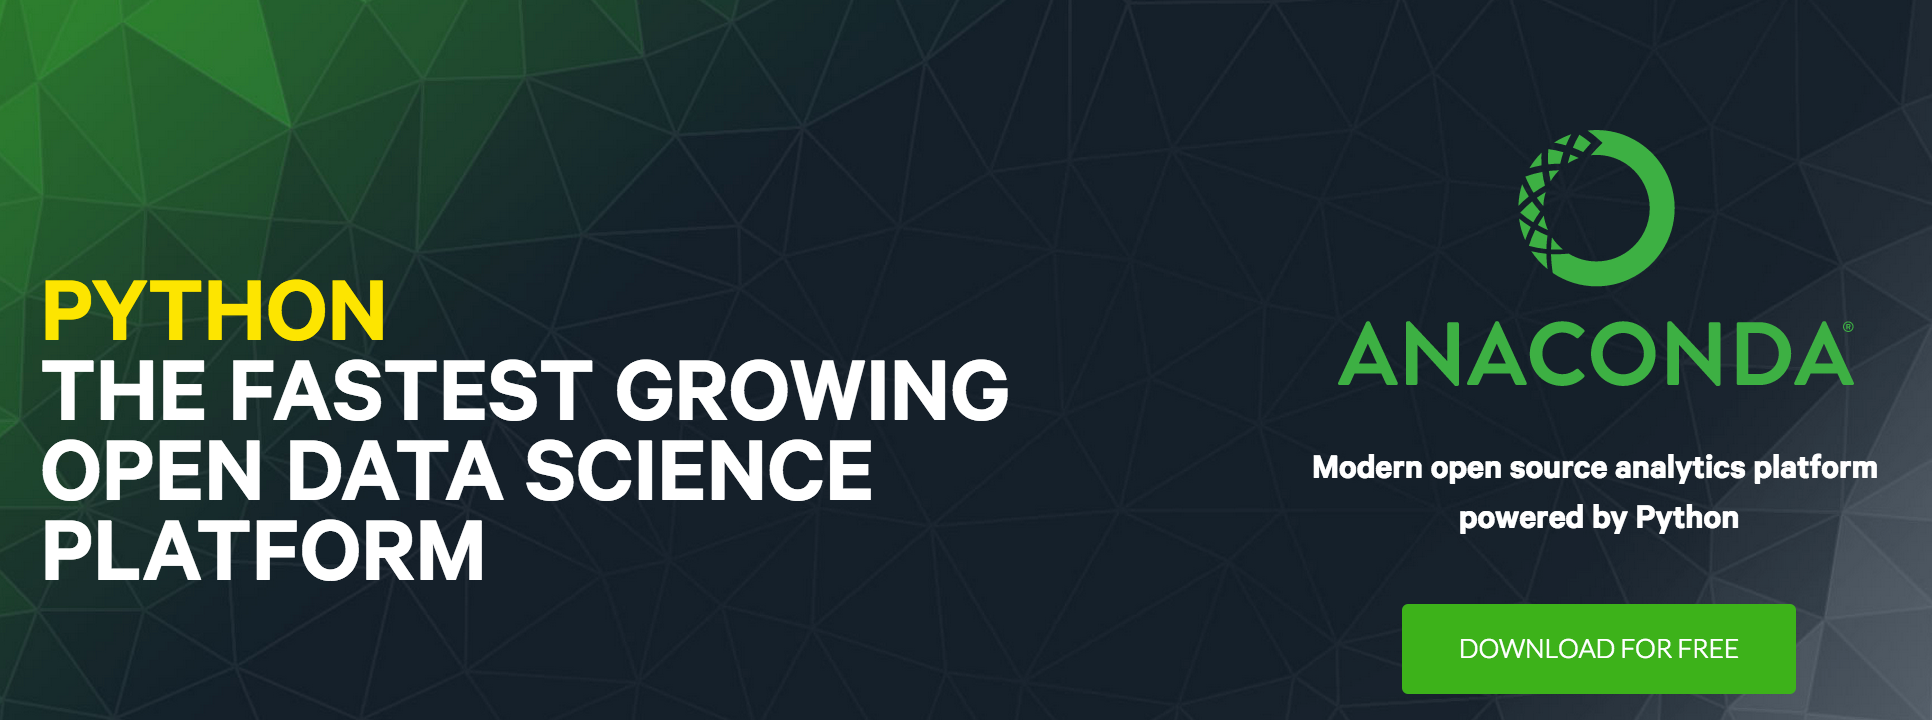 PYTHON
THE FASTEST GROWING
OPEN DATA SCIENCE
PLATFORM
ANACONDA®
Modern open source analytics platform
powered by Python
DOWNLOAD FOR FREE